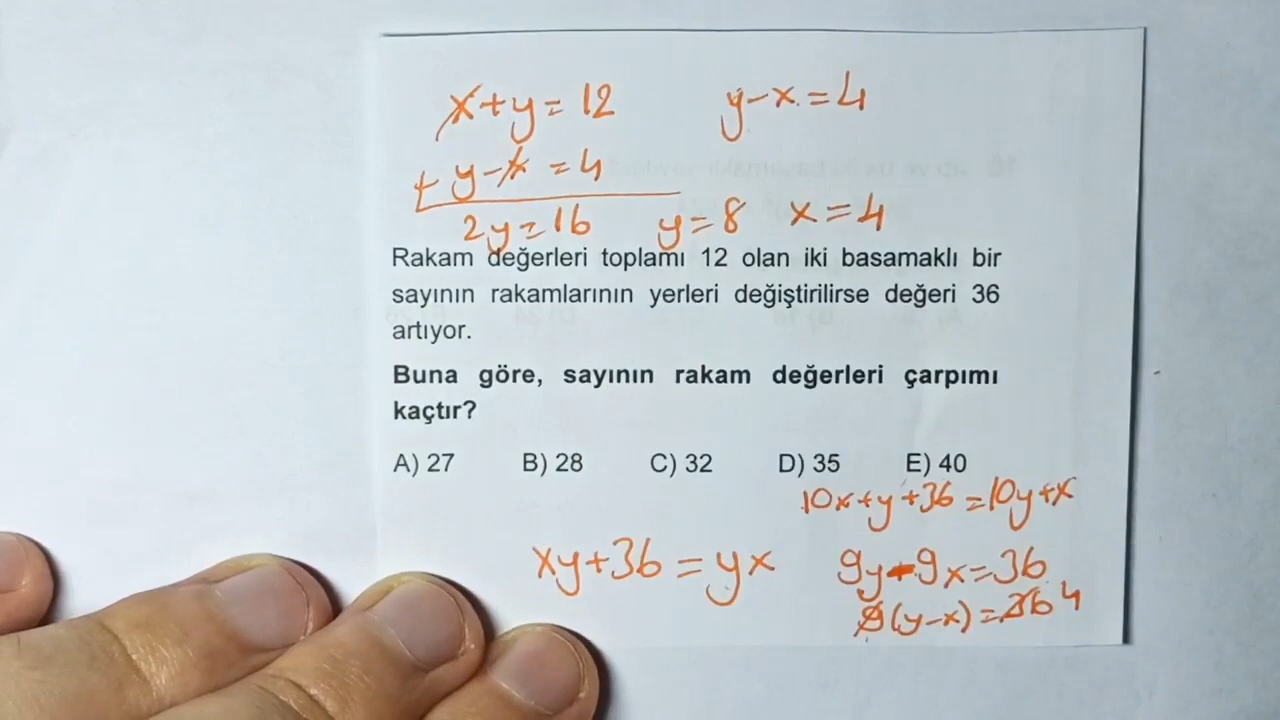 x+y=12 y-x=4
+ y-x=4
2y=16 y=8 x=4
Rakam değerleri toplamı 12 olan iki basamaklı bir
sayının rakamlarının yerleri değiştirilirse değeri 36
artıyor.
Buna göre, sayının rakam değerleri çarpımı
kaçtır?
A) 27 B) 28 C) 32 D) 35 E) 40
10x+y+36=10y+x
xy+36=yx 9y-9x=36
9(y-x)=36 4